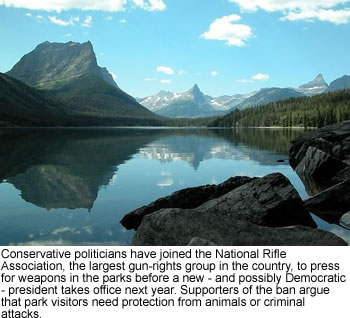 Conservative politicians have joined the National Rifle
Association, the largest gun-rights group in the country, to press
for weapons in the parks before a new - and possibly Democratic
- president takes office next year. Supporters of the ban argue
that park visitors need protection from animals or criminal
attacks.